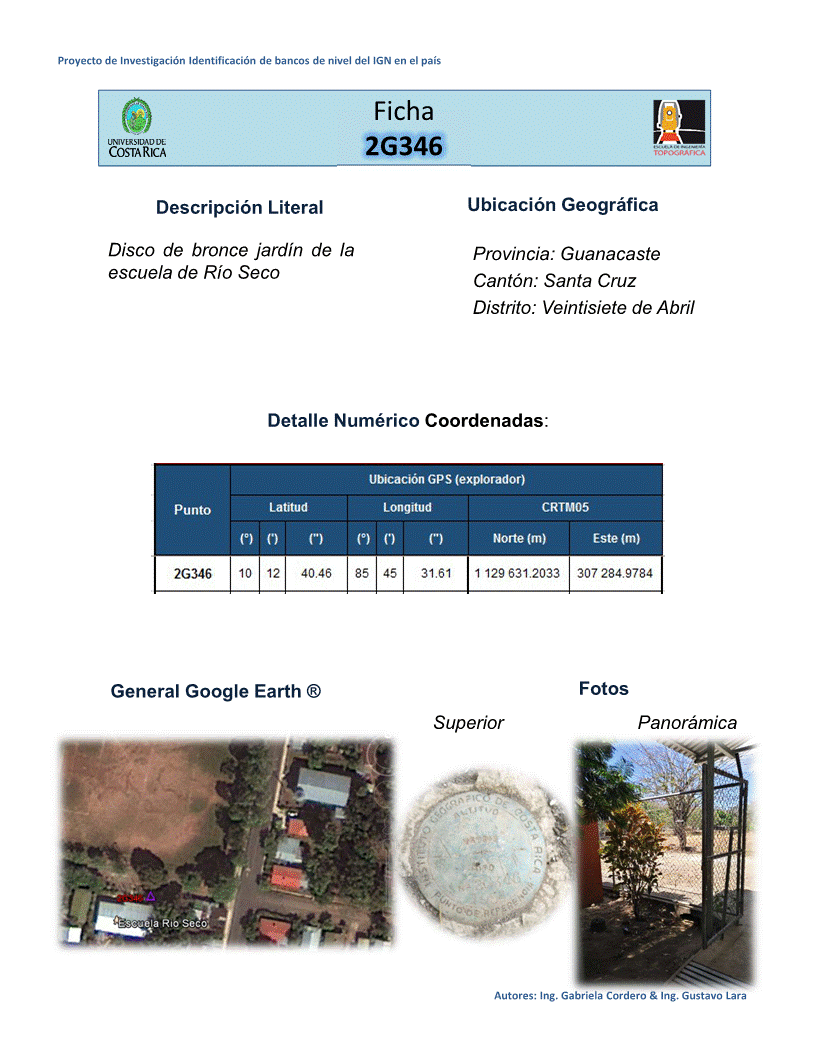 Proyecto de Investigación Identificación de bancos de nivel del IGN en el país
UNIVERSIDAD DE
COSTA RICA
Ficha
2G346
ESCUELA DE INGENIERÍA
TOPOGRÁFICA
Descripción Literal
Disco de bronce jardín de la
escuela de Río Seco
Ubicación Geográfica
Provincia: Guanacaste
Cantón: Santa Cruz
Distrito: Veintisiete de Abril
Detalle Numérico Coordenadas:
Punto
Ubicación GPS (explorador)
Latitud Longitud CRTM05
(°) (') (") (°) (') (") Norte (m) Este (m)
2G346 10 12 40.46 85 45 31.61 1 129 631.2033 307 284.9784
General Google Earth ®
Fotos
Superior Panorámica
2G346
Escuela Rio Seco
INSTITUTO GEOGRAFICO DE COSTA RICA
ALTITUD
PUNTO DE REFERENCIA
Autores: Ing. Gabriela Cordero & Ing. Gustavo Lara